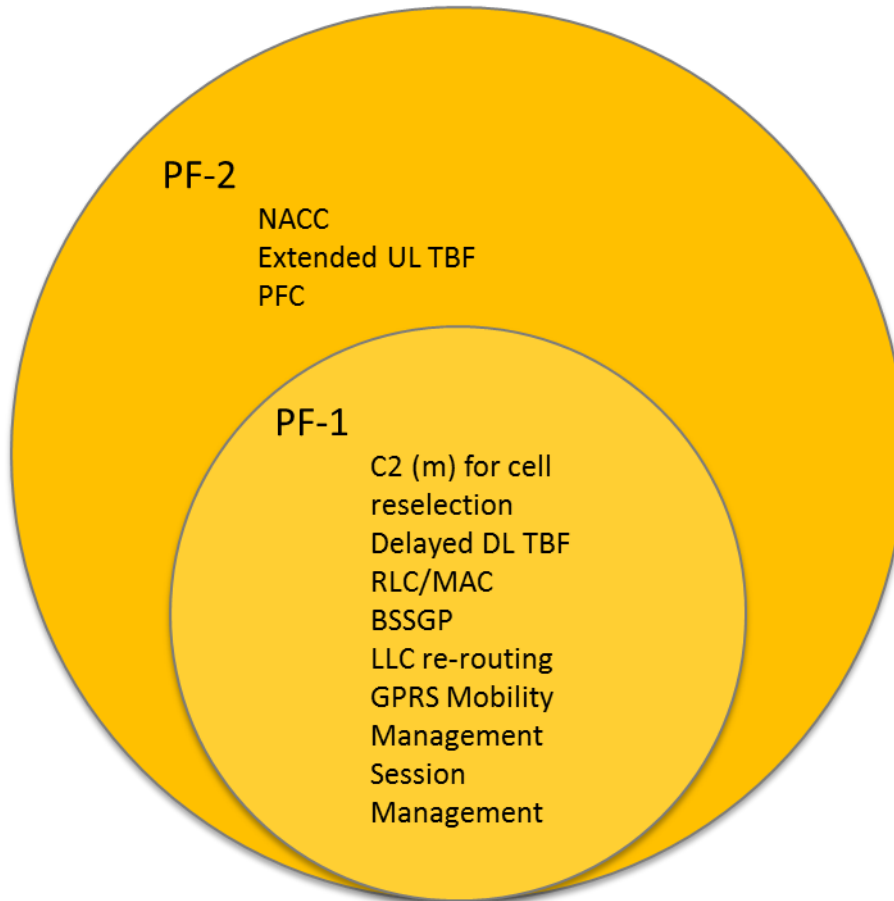 PF-2
NACC
Extended UL TBF
PFC
PF-1
C2 (m) for cell
reselection
Delayed DL TBF
RLC/MAC
BSSGP
LLC re-routing
GPRS Mobility
Management
Session
Management